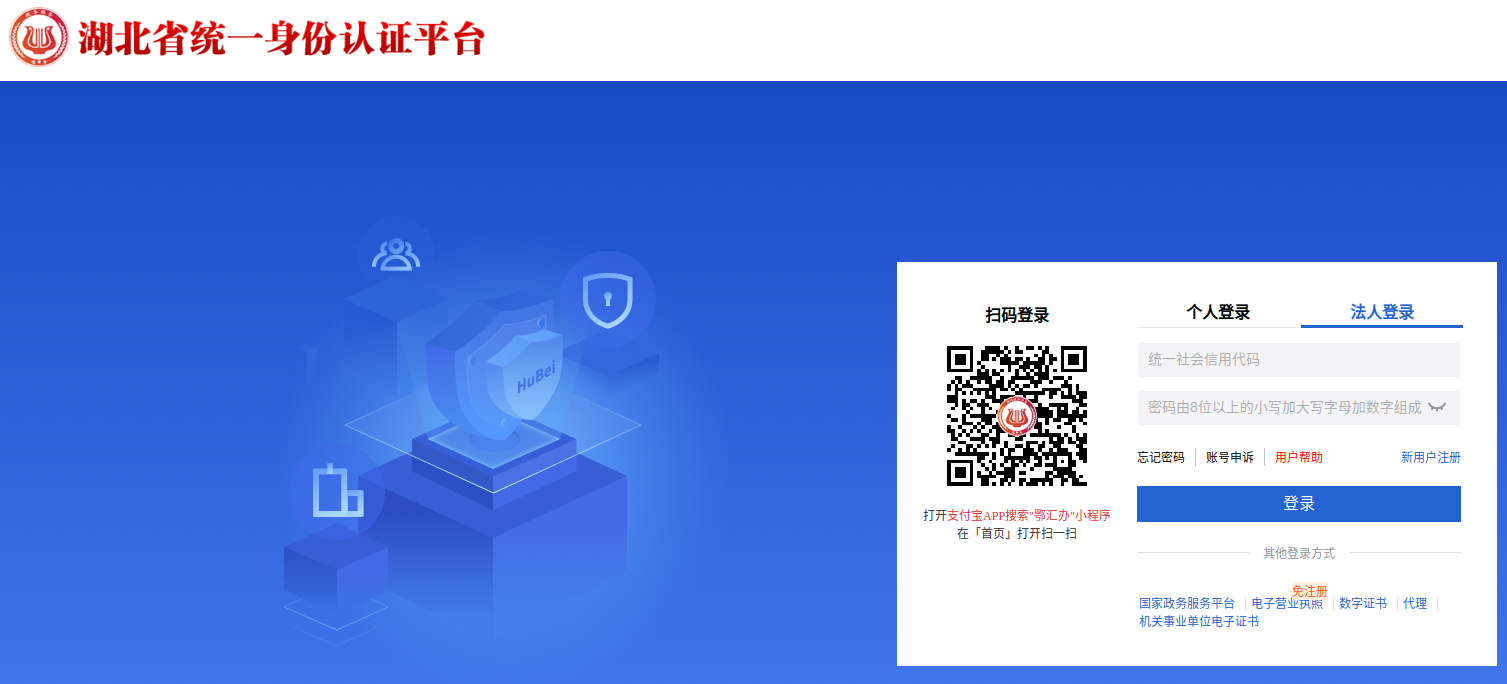 湖北省统一身份认证平台
HuBei
扫码登录
打开支付宝APP搜索"鄂汇办"小程序
在「首页」打开扫一扫
个人登录 法人登录
统一社会信用代码
密码由8位以上的小写加大写字母加数字组成
忘记密码 账号申诉 用户帮助 新用户注册
登录
其他登录方式
免注册
国家政务服务平台 电子营业执照 数字证书 代理
机关事业单位电子证书